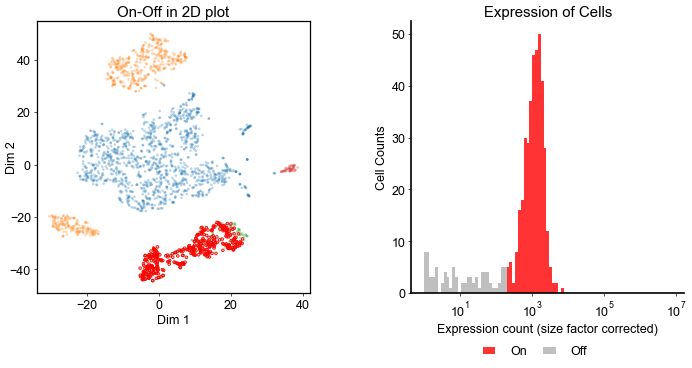 On-Off in 2D plot
Dim 2
40
20
0
−20
−40
−20
0
20
40
Dim 1
Expression of Cells
Cell Counts
50
40
30
20
10
0
10^1
10^3
10^5
10^7
Expression count (size factor corrected)
On
Off